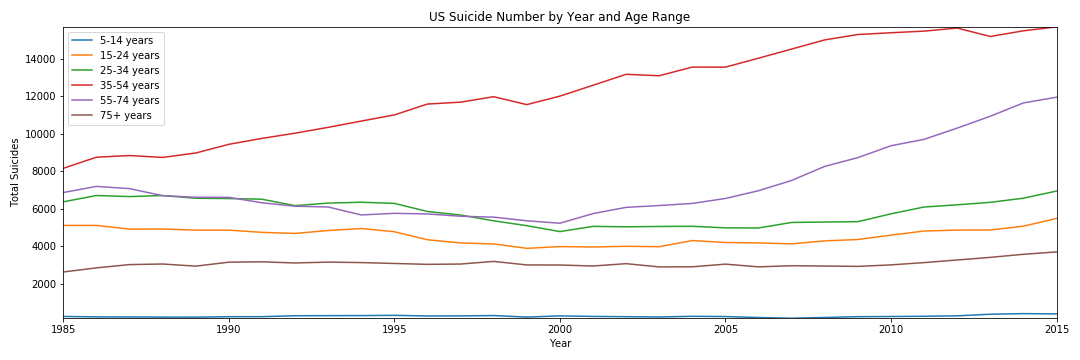 US Suicide Number by Year and Age Range
5-14 years
15-24 years
25-34 years
35-54 years
55-74 years
75+ years
14000
12000
10000
8000
6000
4000
2000
Total Suicides
1985
1990
1995
2000
2005
2010
2015
Year